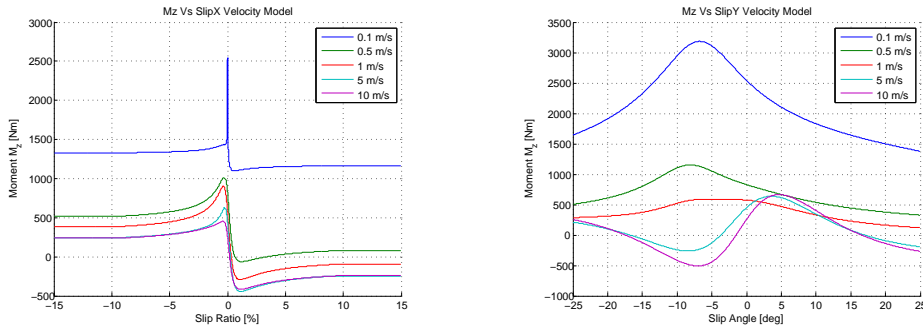 Mz Vs SlipX Velocity Model
3500
3000
2500
2000
1500
1000
500
0
−500
−15
−10
−5
0
5
10
15
Slip Ratio [%]
Moment M_z [Nm]
0.1 m/s
0.5 m/s
1 m/s
5 m/s
10 m/s
Mz Vs SlipY Velocity Model
3500
3000
2500
2000
1500
1000
500
0
−500
−1000
−25
−20
−15
−10
−5
0
5
10
15
20
25
Slip Angle [deg]
Moment M_z [Nm]
0.1 m/s
0.5 m/s
1 m/s
5 m/s
10 m/s